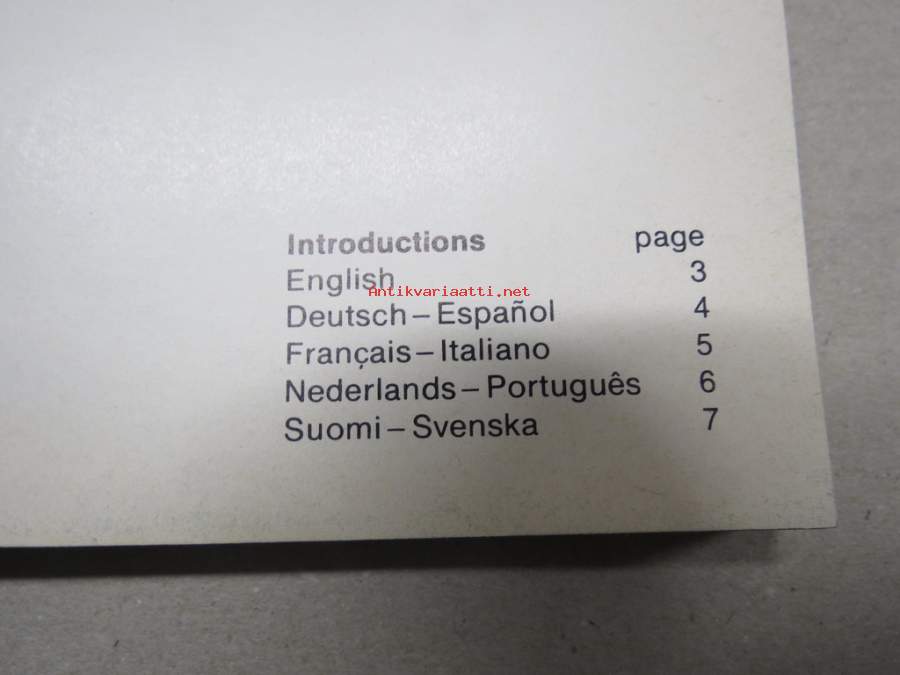 Introductions page
English 3
Antikvariaatti.net
Deutsch – Español 4
Français – Italiano 5
Nederlands – Português 6
Suomi – Svenska 7